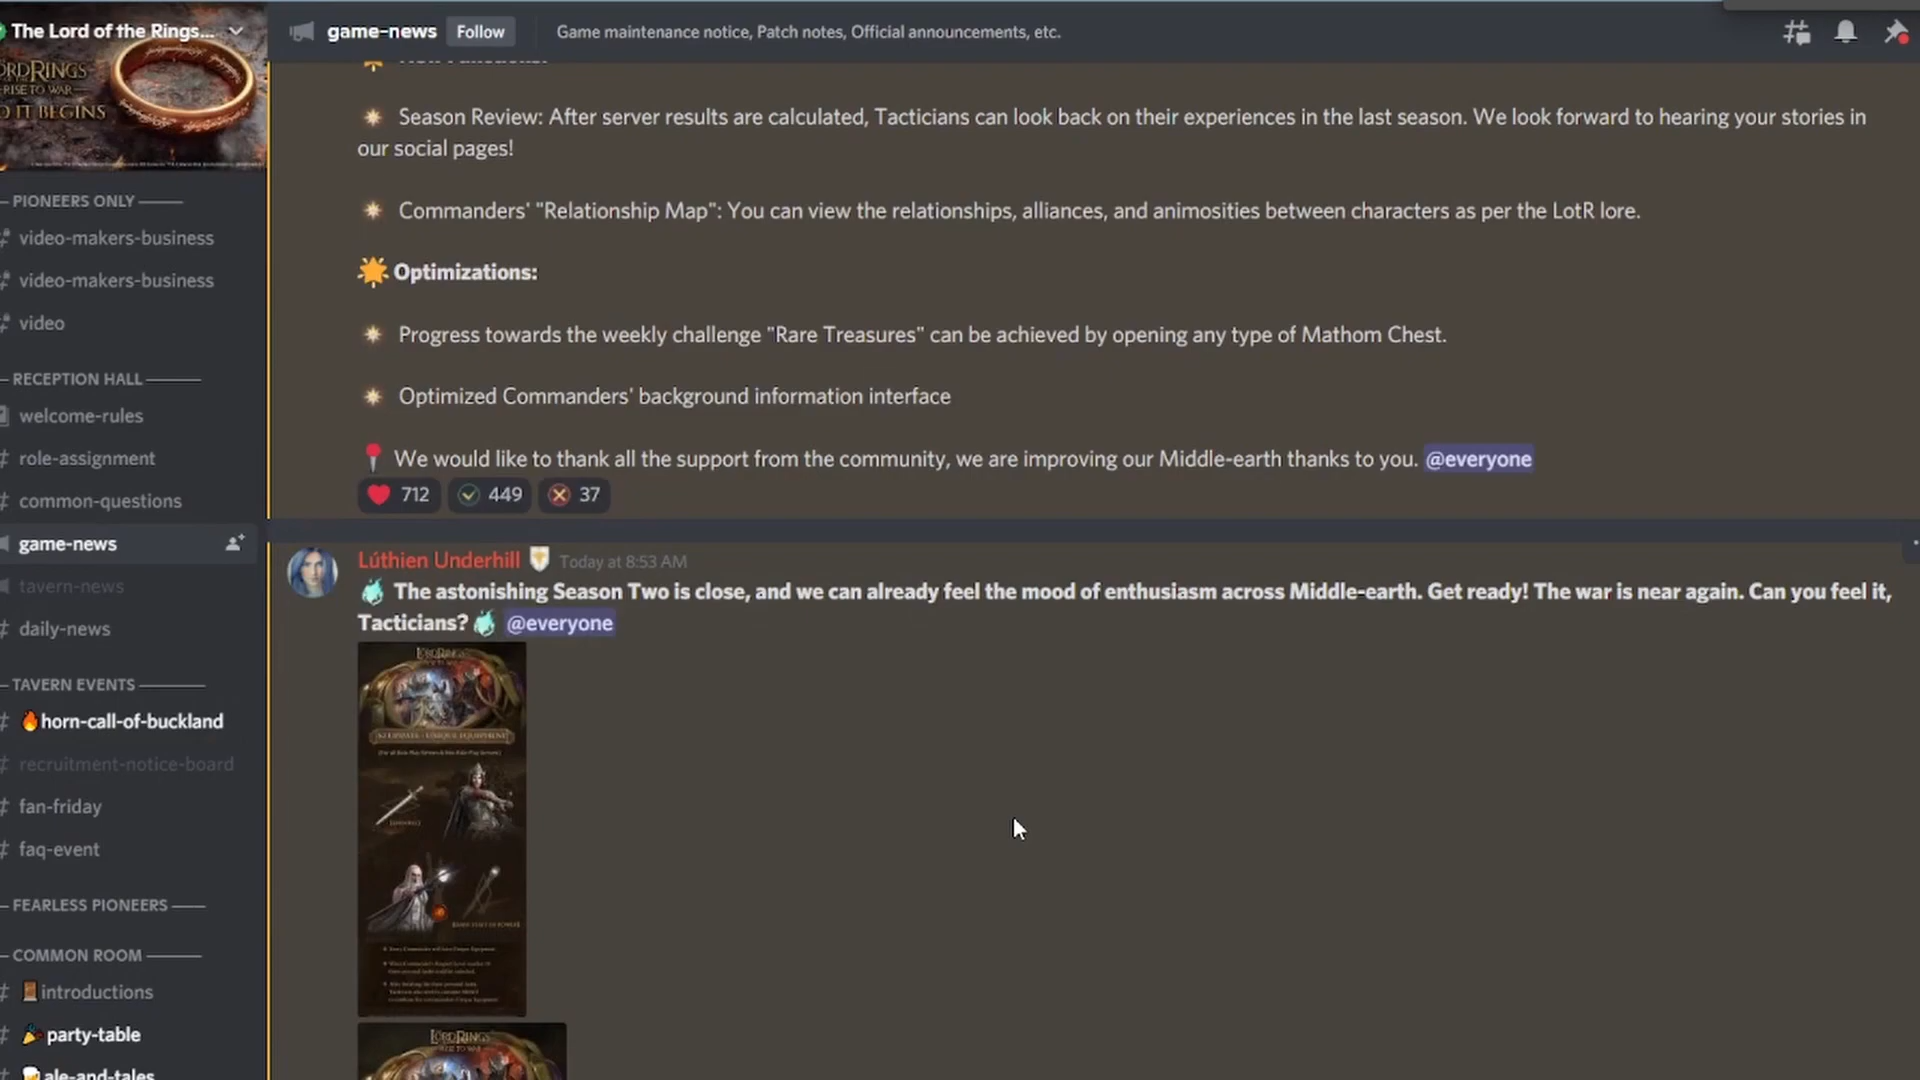 The Lord of the Rings...
LORD RINGS
RISE TO WAR
SO IT BEGINS
PIONEERS ONLY
video-makers-business
video-makers-business
video
RECEPTION HALL
welcome-rules
role-assignment
common-questions
game-news
tavern-news
daily-news
TAVERN EVENTS
horn-call-of-buckland
recruitment-notice-board
fan-friday
faq-event
FEARLESS PIONEERS
COMMON ROOM
introductions
party-table
ale-and-tales
game-news Follow Game maintenance notice, Patch notes, Official announcements, etc.
Season Review: After server results are calculated, Tacticians can look back on their experiences in the last season. We look forward to hearing your stories in
our social pages!
Commanders' "Relationship Map": You can view the relationships, alliances, and animosities between characters as per the LotR lore.
Optimizations:
Progress towards the weekly challenge "Rare Treasures" can be achieved by opening any type of Mathom Chest.
Optimized Commanders' background information interface
We would like to thank all the support from the community, we are improving our Middle-earth thanks to you. @everyone
712 449 37
Lúthien Underhill Today at 8:53 AM
The astonishing Season Two is close, and we can already feel the mood of enthusiasm across Middle-earth. Get ready! The war is near again. Can you feel it,
Tacticians? @everyone